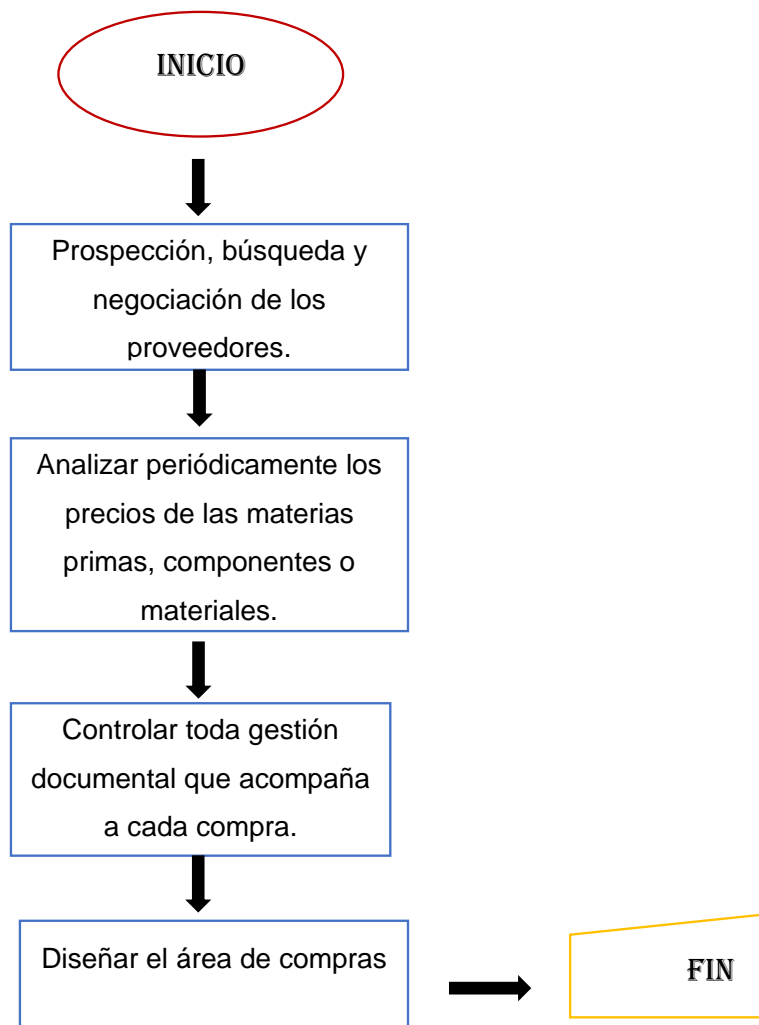 INICIO
Prospección, búsqueda y
negociación de los
proveedores.
Analizar periódicamente los
precios de las materias
primas, componentes o
materiales.
Controlar toda gestión
documental que acompaña
a cada compra.
Diseñar el área de compras
FIN